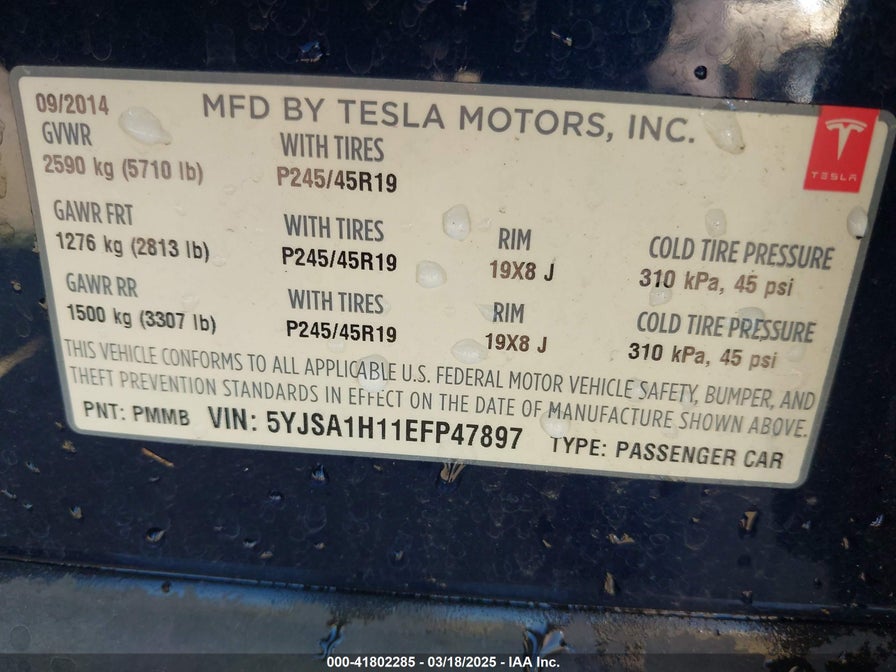 09/2014 MFD BY TESLA MOTORS, INC.
GVWR WITH TIRES
2590 kg (5710 lb) P245/45R19
TESLA
GAWR FRT WITH TIRES RIM COLD TIRE PRESSURE
1276 kg (2813 lb) P245/45R19 19X8 J 310 kPa, 45 psi
GAWR RR WITH TIRES RIM COLD TIRE PRESSURE
1500 kg (3307 lb) P245/45R19 19X8 J 310 kPa, 45 psi
THIS VEHICLE CONFORMS TO ALL APPLICABLE U.S. FEDERAL MOTOR VEHICLE SAFETY, BUMPER, AND
THEFT PREVENTION STANDARDS IN EFFECT ON THE DATE OF MANUFACTURE SHOWN ABOVE.
PNT: PMMB VIN: 5YJSA1H11EFP47897 TYPE: PASSENGER CAR
000-41802285 - 03/18/2025 - IAA Inc.